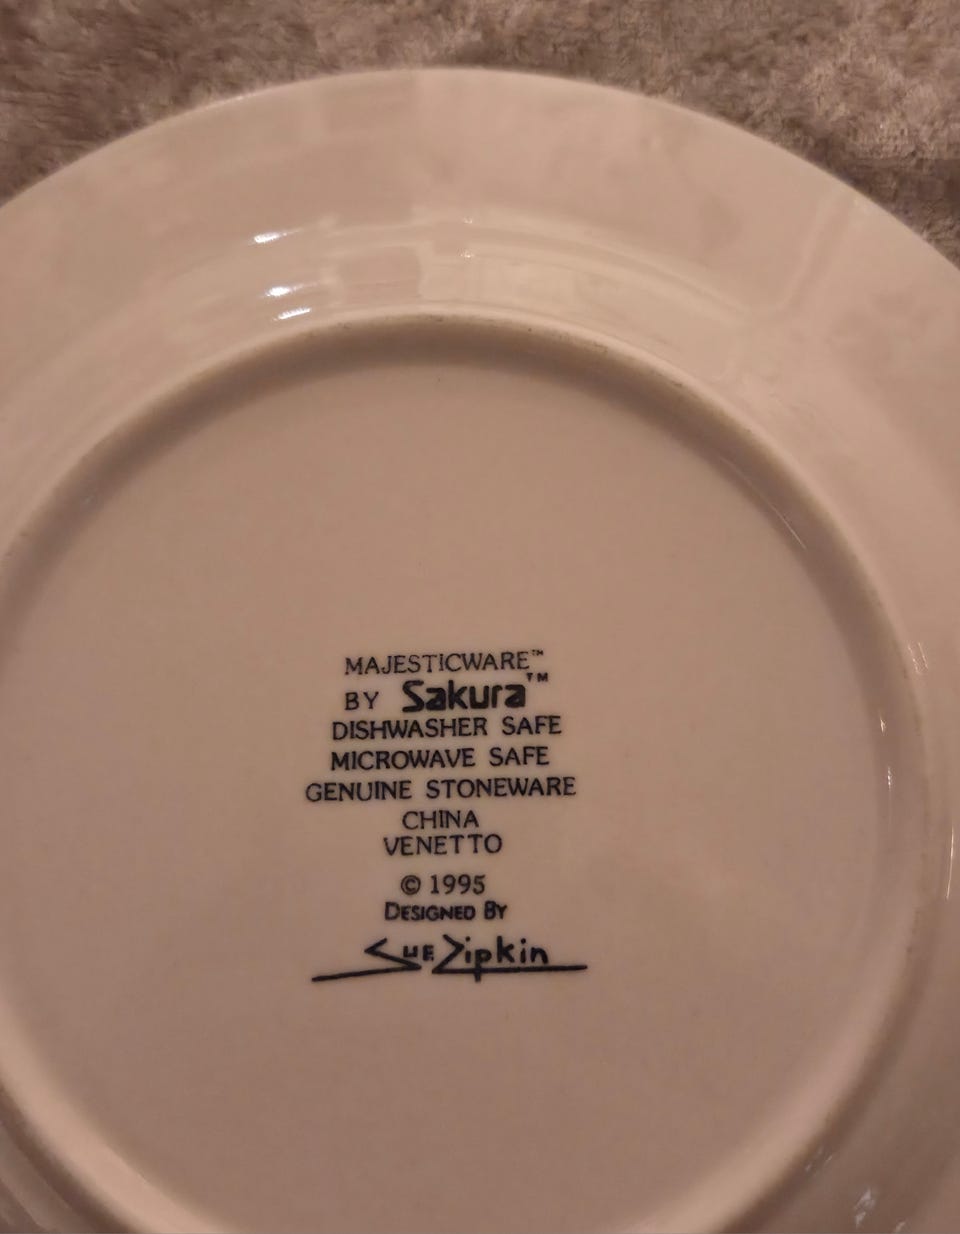 MAJESTICWARE™
BY Sakura™
DISHWASHER SAFE
MICROWAVE SAFE
GENUINE STONEWARE
CHINA
VENETTO
© 1995
DESIGNED BY
SUE Zipkin